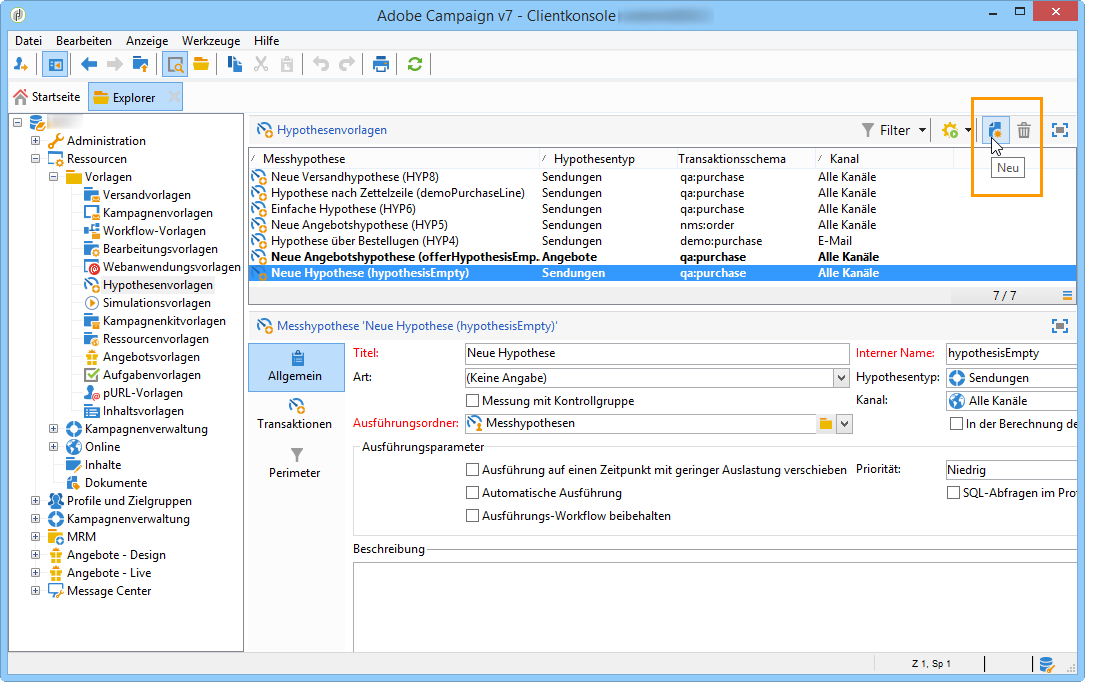 Adobe Campaign v7 - Clientkonsole
Datei Bearbeiten Anzeige Werkzeuge Hilfe
Startseite Explorer
Administration
Ressourcen
Vorlagen
Versandvorlagen
Kampagnenvorlagen
Workflow-Vorlagen
Bearbeitungsvorlagen
Webanwendungsvorlagen
Hypothesenvorlagen
Simulationsvorlagen
Kampagnenkitvorlagen
Ressourcenvorlagen
Angebotsvorlagen
Aufgabenvorlagen
pURL-Vorlagen
Inhaltsvorlagen
Kampagnenverwaltung
Online
Inhalte
Dokumente
Profile und Zielgruppen
Kampagnenverwaltung
MRM
Angebote - Design
Angebote - Live
Message Center
Hypothesenvorlagen Filter
Neu
Messhypothese Hypothesentyp Transaktionsschema Kanal
Neue Versandhypothese (HYP8) Sendungen qa:purchase Alle Kanäle
Hypothese nach Zettelzeile (demoPurchaseLine) Sendungen qa:purchase Alle Kanäle
Einfache Hypothese (HYP6) Sendungen qa:purchase Alle Kanäle
Neue Angebotshypothese (HYP5) Sendungen nms:order Alle Kanäle
Hypothese über Bestellugen (HYP4) Sendungen demo:purchase E-Mail
Neue Angebotshypothese (offerHypothesisEmp... Angebote qa:purchase Alle Kanäle
Neue Hypothese (hypothesisEmpty) Sendungen qa:purchase Alle Kanäle
7 / 7
Messhypothese 'Neue Hypothese (hypothesisEmpty)'
Allgemein
Transaktionen
Perimeter
Titel: Neue Hypothese Interner Name: hypothesisEmpty
Art: (Keine Angabe) Hypothesentyp: Sendungen
Messung mit Kontrollgruppe Kanal: Alle Kanäle
Ausführungsordner: Messhypothesen In der Berechnung de
Ausführungsparameter
Ausführung auf einen Zeitpunkt mit geringer Auslastung verschieben Priorität: Niedrig
Automatische Ausführung SQL-Abfragen im Pro
Ausführungs-Workflow beibehalten
Beschreibung
Z 1, Sp 1